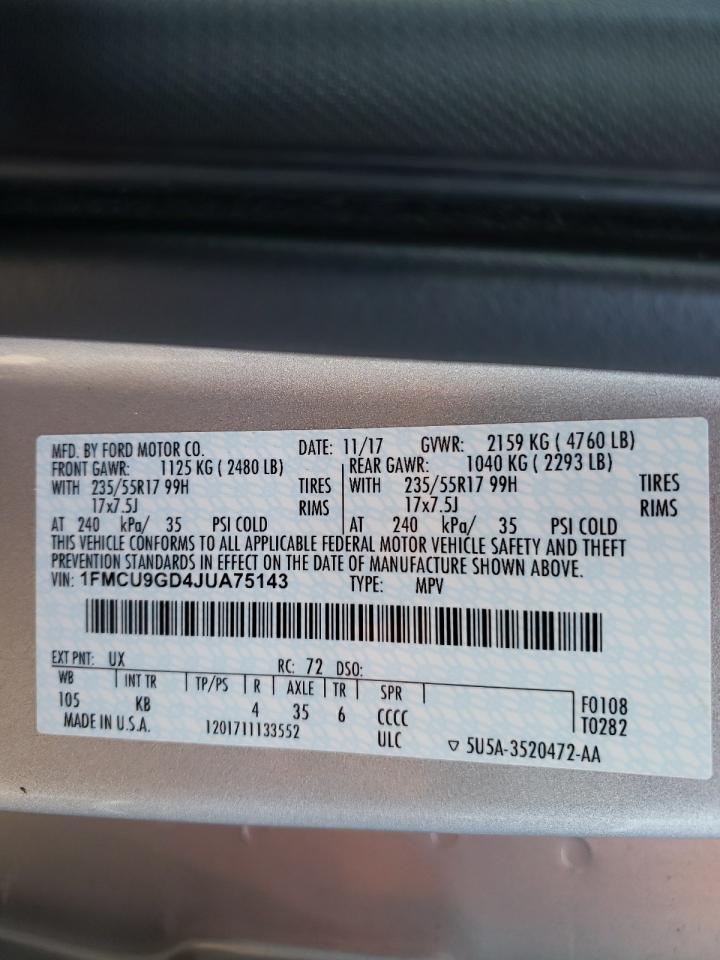 MFD. BY FORD MOTOR CO. DATE: 11/17 GVWR: 2159 KG ( 4760 LB)
FRONT GAWR: 1125 KG ( 2480 LB) REAR GAWR: 1040 KG ( 2293 LB)
WITH 235/55R17 99H TIRES WITH 235/55R17 99H TIRES
17x7.5J RIMS 17x7.5J RIMS
AT 240 kPa/ 35 PSI COLD AT 240 kPa/ 35 PSI COLD
THIS VEHICLE CONFORMS TO ALL APPLICABLE FEDERAL MOTOR VEHICLE SAFETY AND THEFT
PREVENTION STANDARDS IN EFFECT ON THE DATE OF MANUFACTURE SHOWN ABOVE.
VIN: 1FMCU9GD4JUA75143 TYPE: MPV
EXT PNT: UX RC: 72 DSO:
WB INT TR TP/PS R AXLE TR SPR
105 KB 4 35 6 CCCC F0108
MADE IN U.S.A. 1201711133552 ULC T0282
5U5A-3520472-AA